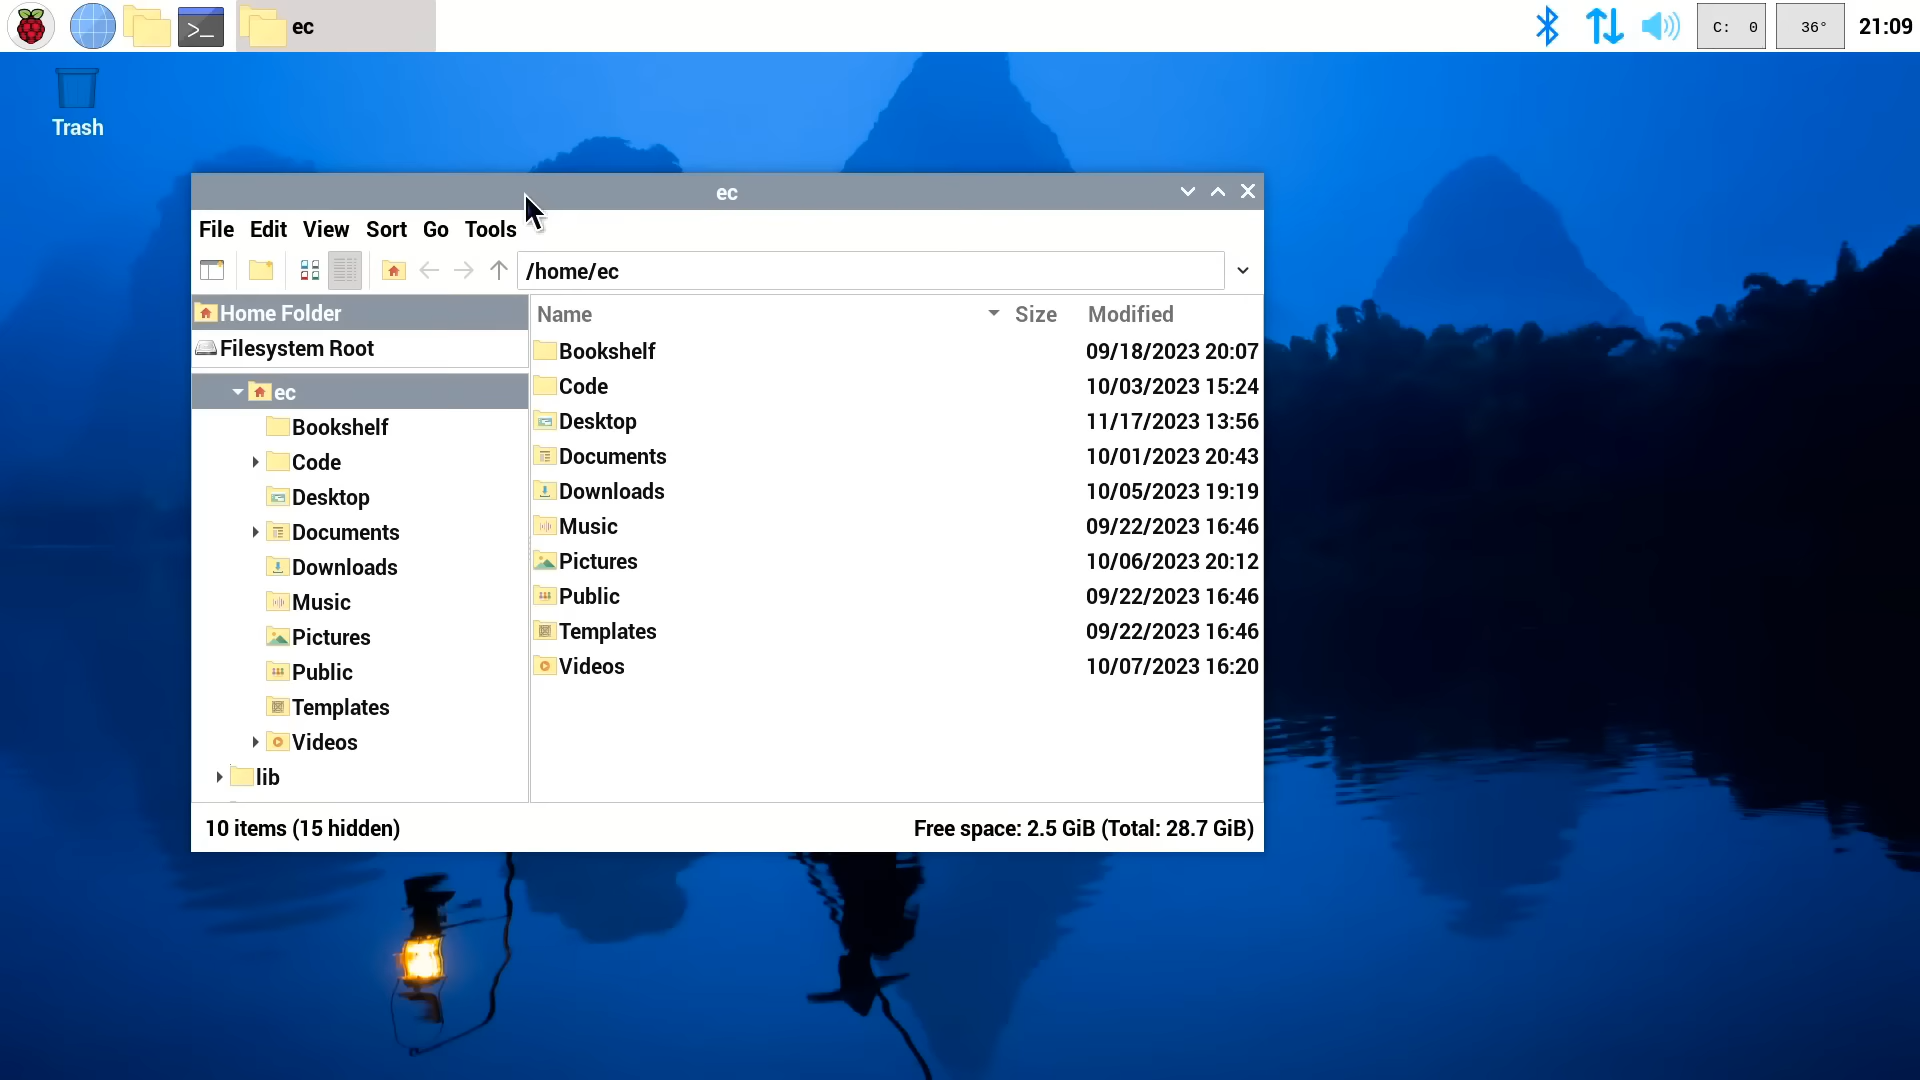 ec
C: 0
36°
21:09
Trash
ec
File Edit View Sort Go Tools
/home/ec
Home Folder
Filesystem Root
ec
Bookshelf
Code
Desktop
Documents
Downloads
Music
Pictures
Public
Templates
Videos
lib
Name Size Modified
Bookshelf 09/18/2023 20:07
Code 10/03/2023 15:24
Desktop 11/17/2023 13:56
Documents 10/01/2023 20:43
Downloads 10/05/2023 19:19
Music 09/22/2023 16:46
Pictures 10/06/2023 20:12
Public 09/22/2023 16:46
Templates 09/22/2023 16:46
Videos 10/07/2023 16:20
10 items (15 hidden)
Free space: 2.5 GiB (Total: 28.7 GiB)